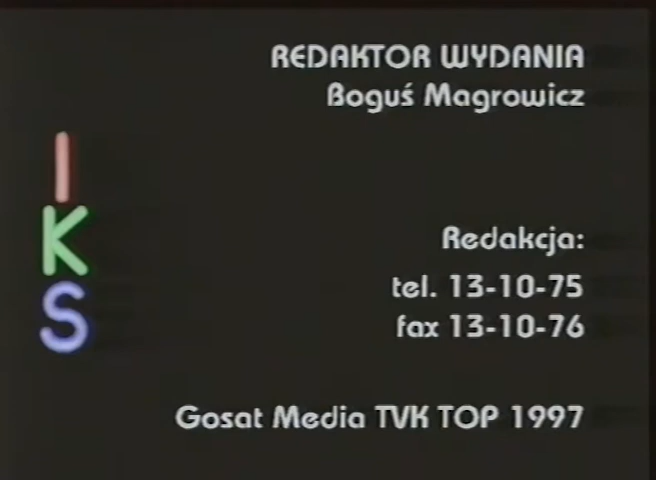 REDAKTOR WYDANIA
Boguś Magrowicz
I
K
S
Redakcja:
tel. 13-10-75
fax 13-10-76
Gosat Media TVK TOP 1997